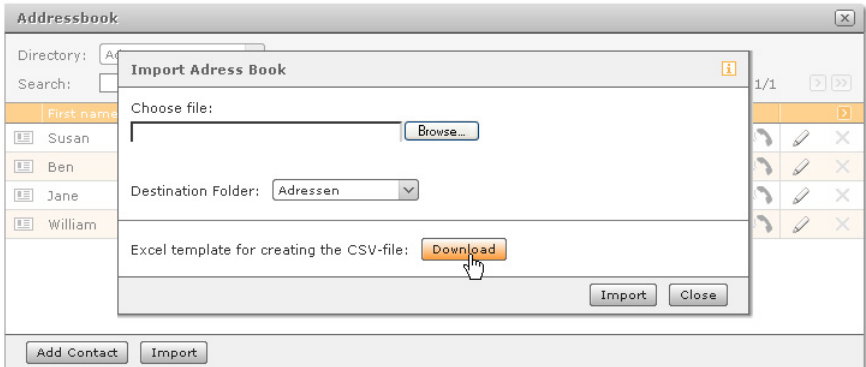 Addressbook
Directory:
Search:
1/1
First name
Susan
Ben
Jane
William
Import Adress Book
Choose file:
Browse...
Destination Folder: Adressen
Excel template for creating the CSV-file: Download
Import Close
Add Contact Import